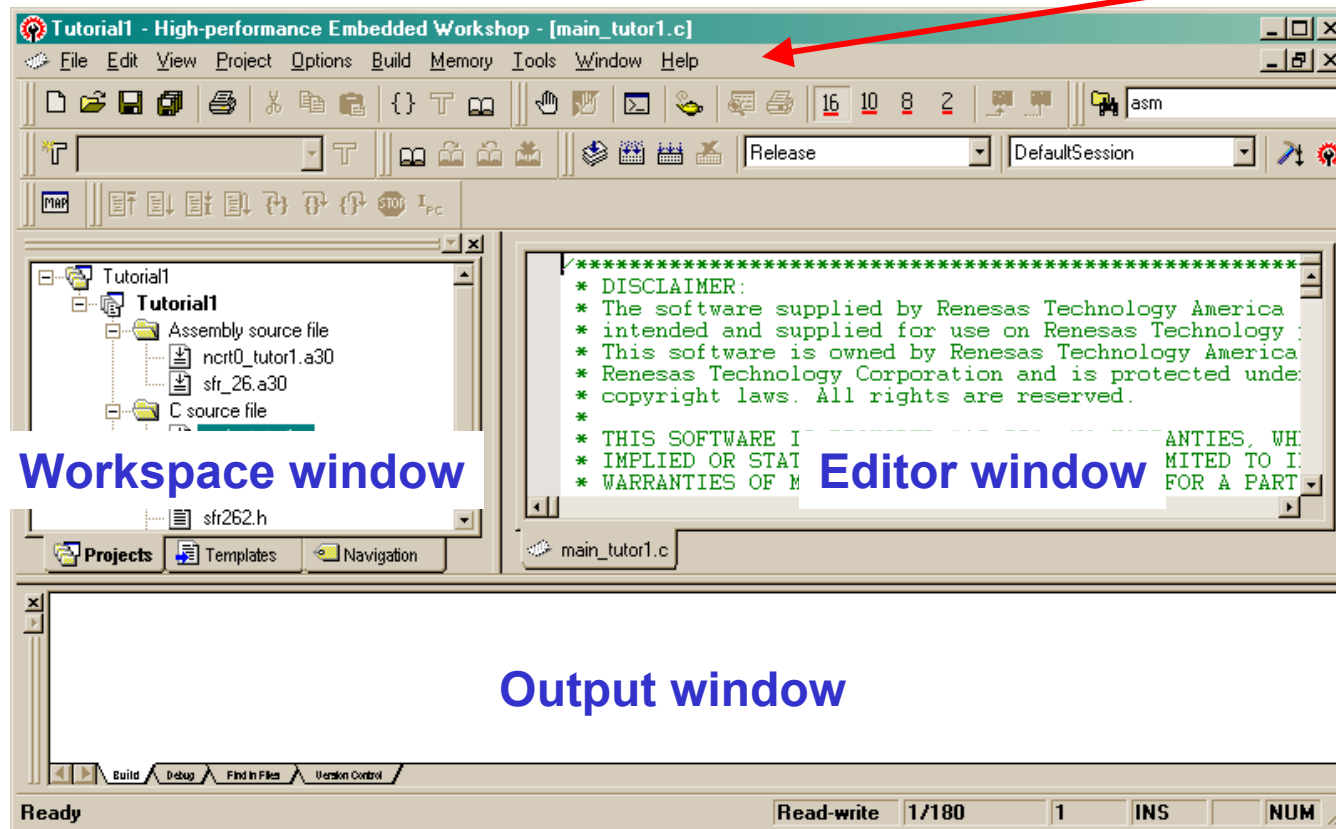 Tutorial1 - High-performance Embedded Workshop - [main_tutor1.c]
File Edit View Project Options Build Memory Tools Window Help
16 10 8 2 asm
Release DefaultSession
MAP STOP PC
Tutorial1
Tutorial1
Assembly source file
ncrt0_tutor1.a30
sfr_26.a30
C source file
sfr262.h
Workspace window
Projects Templates Navigation
/************************************************************
* DISCLAIMER:
* The software supplied by Renesas Technology America
* intended and supplied for use on Renesas Technology
* This software is owned by Renesas Technology America
* Renesas Technology Corporation and is protected
* copyright laws. All rights are reserved.
*
* THIS SOFTWARE ANTIES,
* IMPLIED OR TO
* WARRANTIES OF FOR A
Editor window
main_tutor1.c
Output window
Build Debug Find in Files Version Control
Ready Read-write 1/180 1 INS NUM